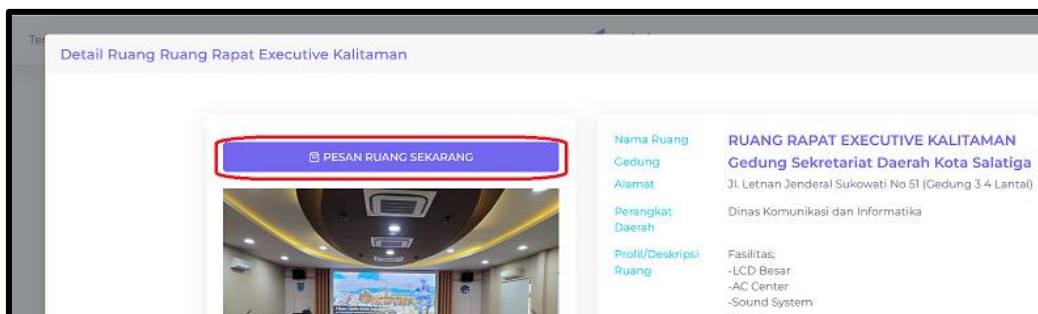 Detail Ruang Ruang Rapat Executive Kalitaman
PESAN RUANG SEKARANG
Nama Ruang RUANG RAPAT EXECUTIVE KALITAMAN
Gedung Gedung Sekretariat Daerah Kota Salatiga
Alamat Jl. Letnan Jenderal Sukowati No 51 (Gedung 3 4 Lantai)
Perangkat Daerah Dinas Komunikasi dan Informatika
Profil/Deskripsi Ruang Fasilitas;
-LCD Besar
-AC Center
-Sound System